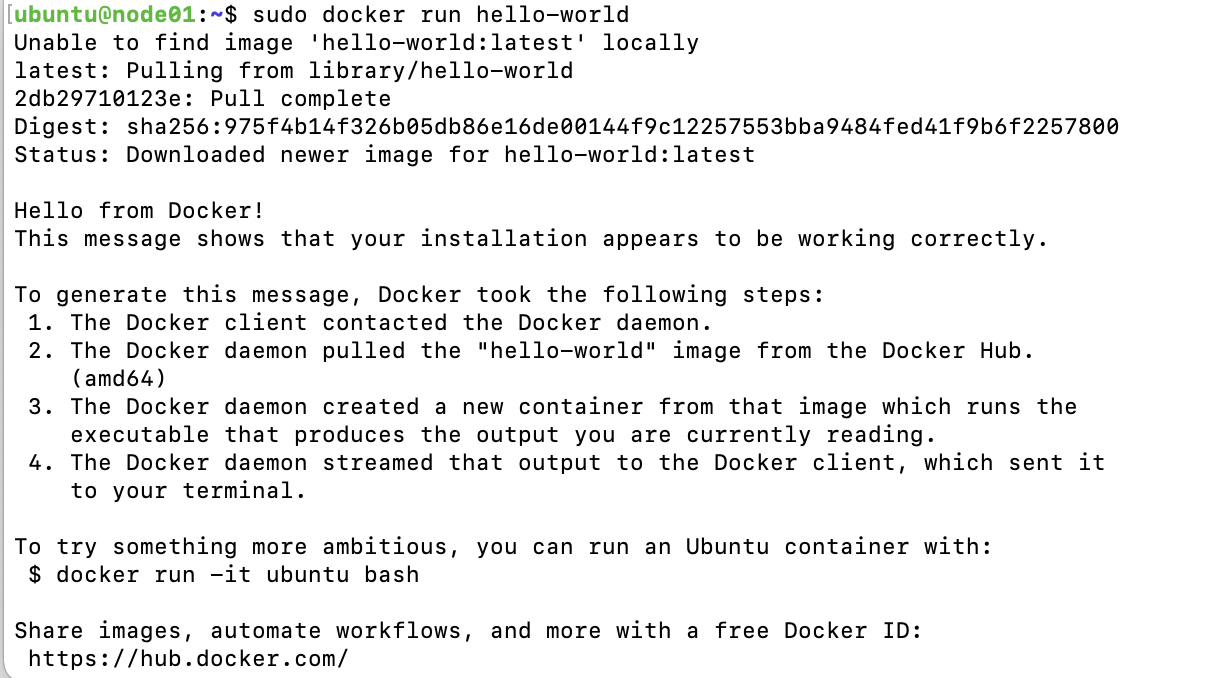 [ubuntu@node01:~$ sudo docker run hello-world
Unable to find image 'hello-world:latest' locally
latest: Pulling from library/hello-world
2db29710123e: Pull complete
Digest: sha256:975f4b14f326b05db86e16de00144f9c12257553bba9484fed41f9b6f2257800
Status: Downloaded newer image for hello-world:latest

Hello from Docker!
This message shows that your installation appears to be working correctly.

To generate this message, Docker took the following steps:
 1. The Docker client contacted the Docker daemon.
 2. The Docker daemon pulled the "hello-world" image from the Docker Hub.
    (amd64)
 3. The Docker daemon created a new container from that image which runs the
    executable that produces the output you are currently reading.
 4. The Docker daemon streamed that output to the Docker client, which sent it
    to your terminal.

To try something more ambitious, you can run an Ubuntu container with:
 $ docker run -it ubuntu bash

Share images, automate workflows, and more with a free Docker ID:
 https://hub.docker.com/